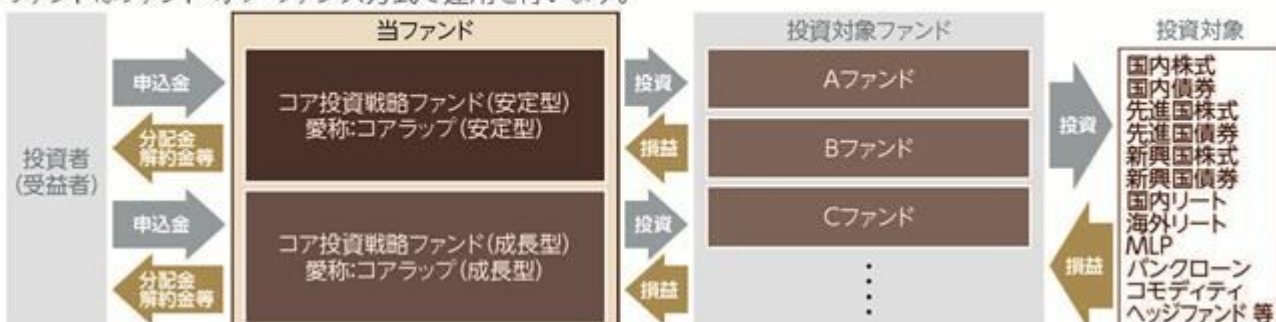 ファンドはファンド・オブ・ファンズ方式で運用を行います。
投資者
(受益者)
申込金
分配金
解約金等
申込金
分配金
解約金等
当ファンド
コア投資戦略ファンド(安定型)
愛称:コアラップ(安定型)
コア投資戦略ファンド(成長型)
愛称:コアラップ(成長型)
投資
損益
投資
損益
投資対象ファンド
Aファンド
Bファンド
Cファンド
投資
損益
投資対象
国内株式
国内債券
先進国株式
先進国債券
新興国株式
新興国債券
国内リート
海外リート
MLP
バンクローン
コモディティ
ヘッジファンド 等